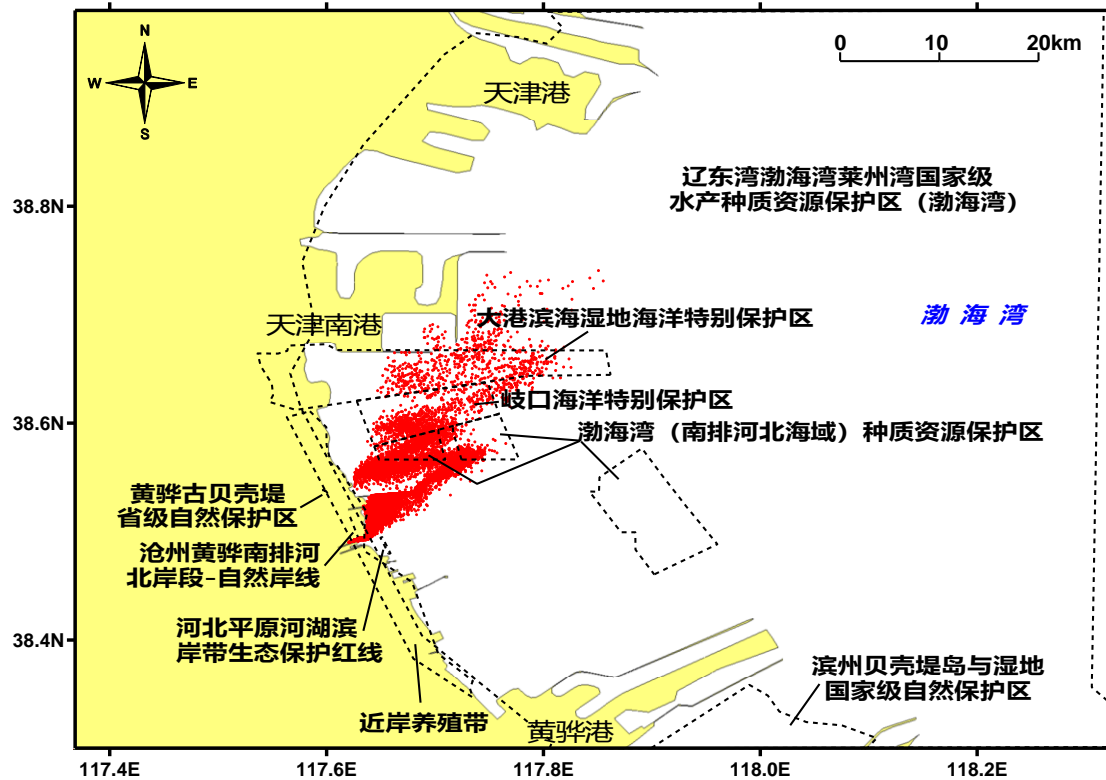 N
W
E
S
0
10
20km
天津港
辽东湾渤海湾莱州湾国家级
水产种质资源保护区（渤海湾）
38.8N
渤 海 湾
大港滨海湿地海洋特别保护区
天津南港
岐口海洋特别保护区
38.6N
渤海湾（南排河北海域）种质资源保护区
黄骅古贝壳堤
省级自然保护区
沧州黄骅南排河
北岸段-自然岸线
河北平原河湖滨
岸带生态保护红线
38.4N
滨州贝壳堤岛与湿地
国家级自然保护区
近岸养殖带
黄骅港
117.4E
117.6E
117.8E
118.0E
118.2E